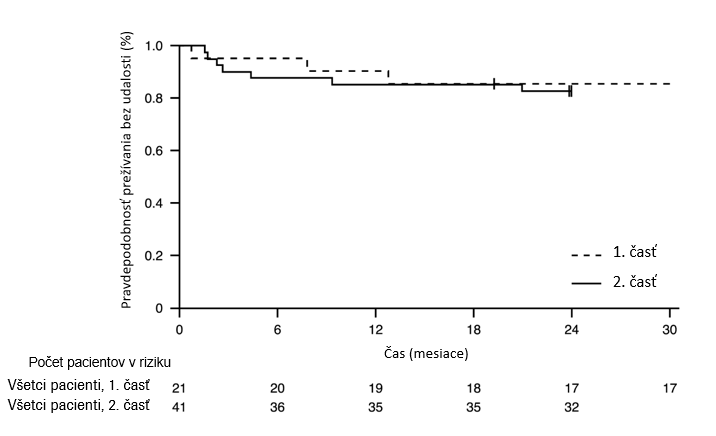 Pravdepodobnosť prežívania bez udalosti (%)
1.0
0.8
0.6
0.4
0.2
0
0 6 12 18 24 30
Čas (mesiace)
1. časť
2. časť
Počet pacientov v riziku
Všetci pacienti, 1. časť 21 20 19 18 17 17
Všetci pacienti, 2. časť 41 36 35 35 32